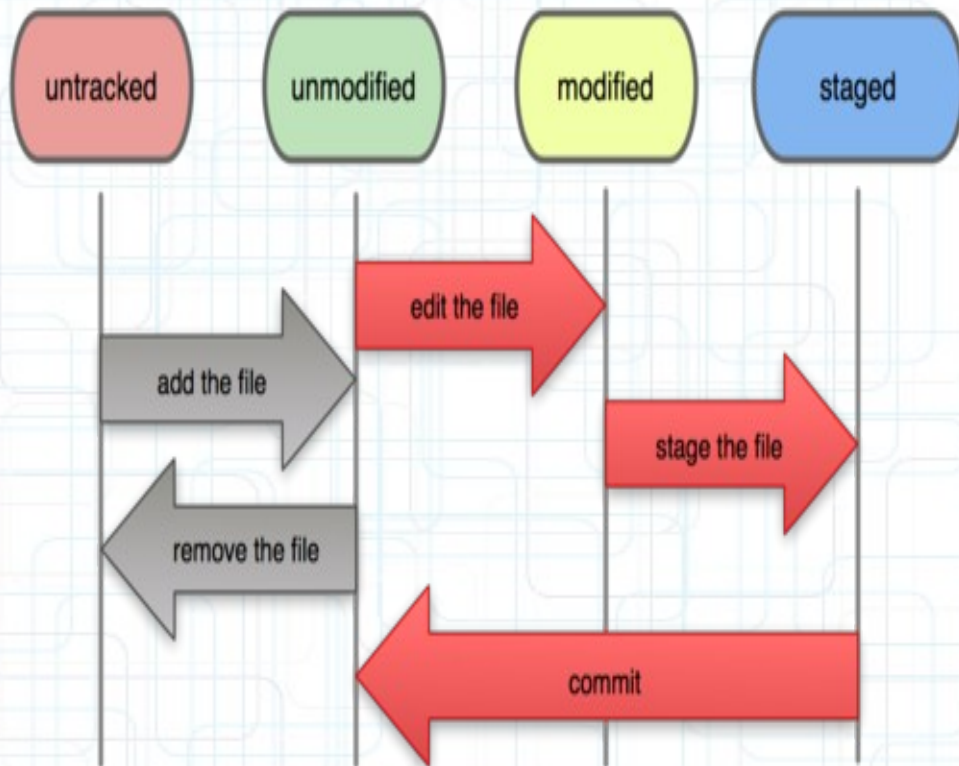 untracked
unmodified
modified
staged
edit the file
add the file
stage the file
remove the file
commit